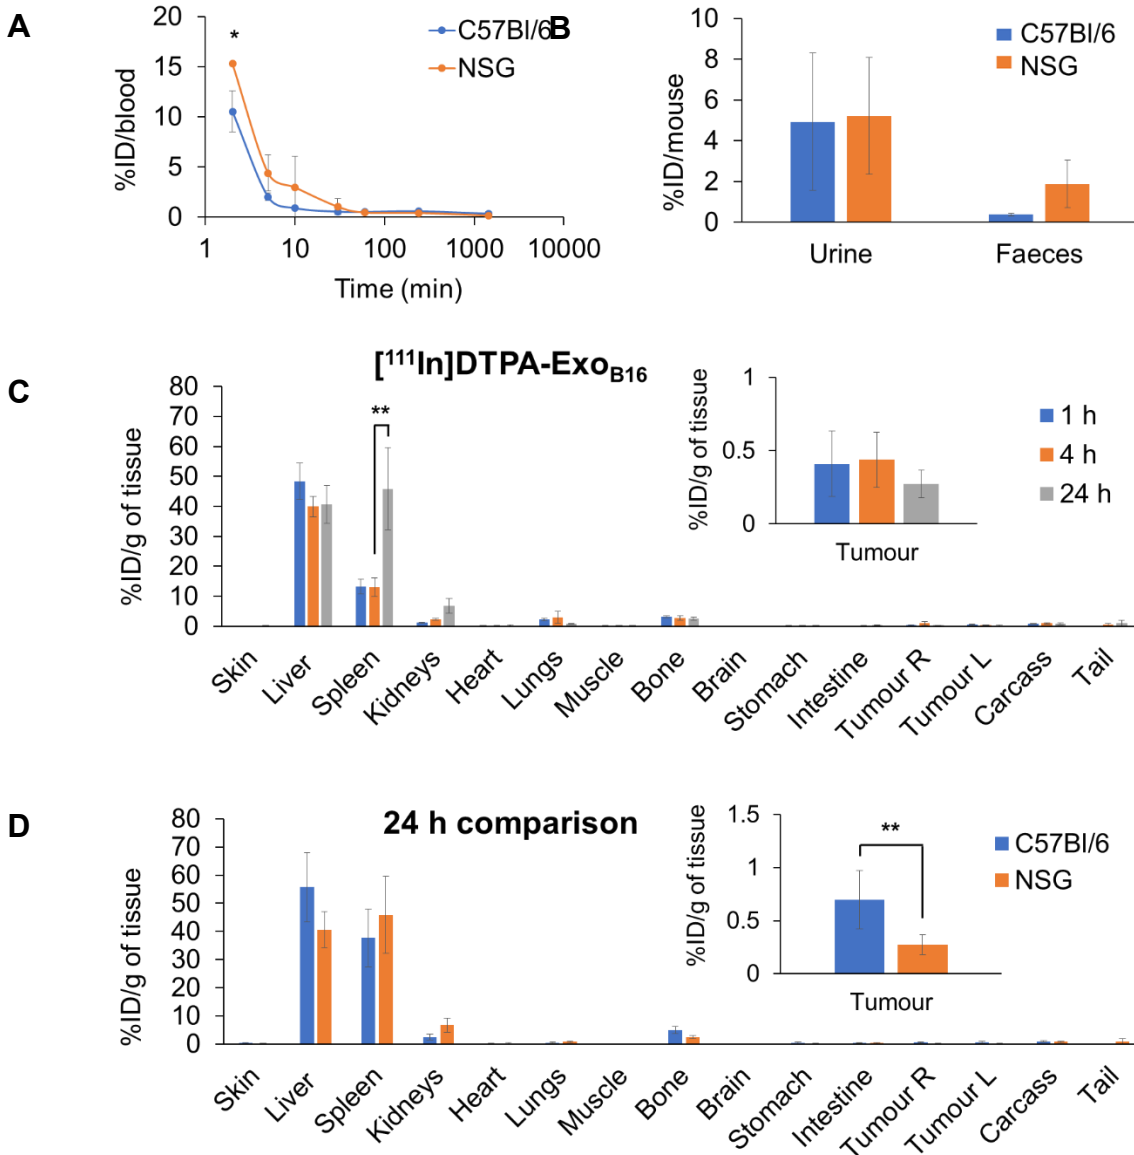 A
20
15
10
5
0
%ID/blood
*
C57Bl/6
NSG
1
10
100
1000
10000
Time (min)
B
10
8
6
4
2
0
%ID/mouse
C57Bl/6
NSG
Urine
Faeces
C
[111In]DTPA-ExoB16
80
70
60
50
40
30
20
10
0
%ID/g of tissue
**
Skin
Liver
Spleen
Kidneys
Heart
Lungs
Muscle
Bone
Brain
Stomach
Intestine
Tumour R
Tumour L
Carcass
Tail
1
0.5
0
%ID/g of tissue
Tumour
1 h
4 h
24 h
D
24 h comparison
80
70
60
50
40
30
20
10
0
%ID/g of tissue
Skin
Liver
Spleen
Kidneys
Heart
Lungs
Muscle
Bone
Brain
Stomach
Intestine
Tumour R
Tumour L
Carcass
Tail
1.5
1
0.5
0
%ID/g of tissue
**
Tumour
C57Bl/6
NSG